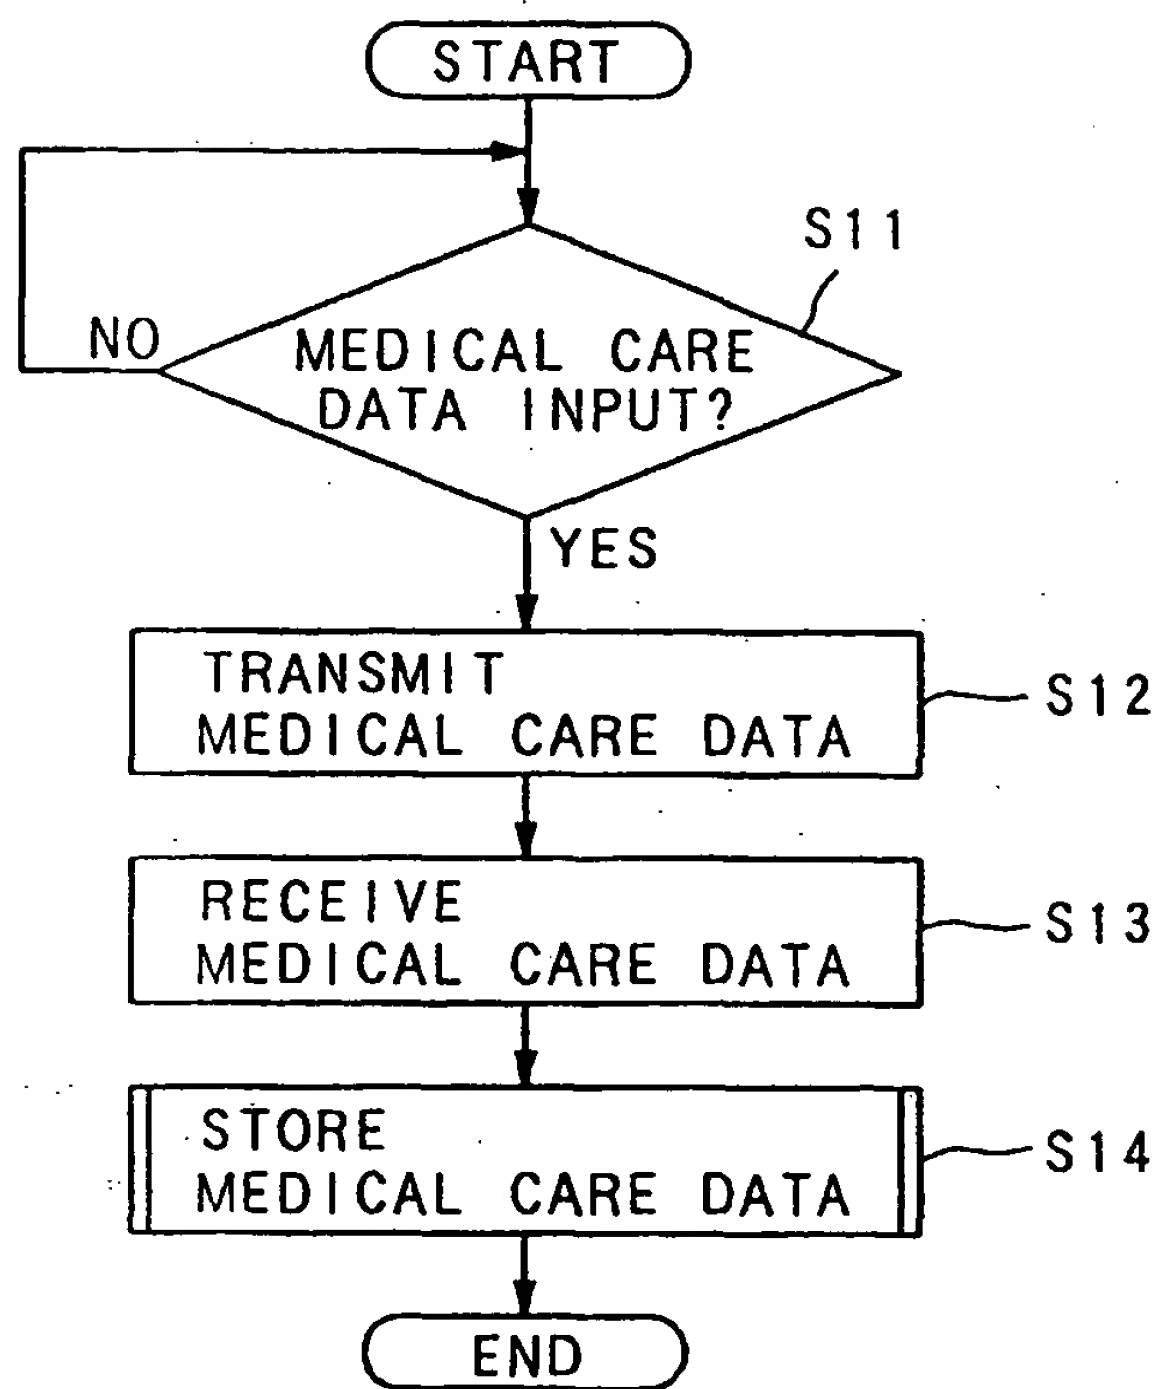 START
S11
NO
MEDICAL CARE
DATA INPUT?
YES
TRANSMIT
MEDICAL CARE DATA
S12
RECEIVE
MEDICAL CARE DATA
S13
STORE
MEDICAL CARE DATA
S14
END